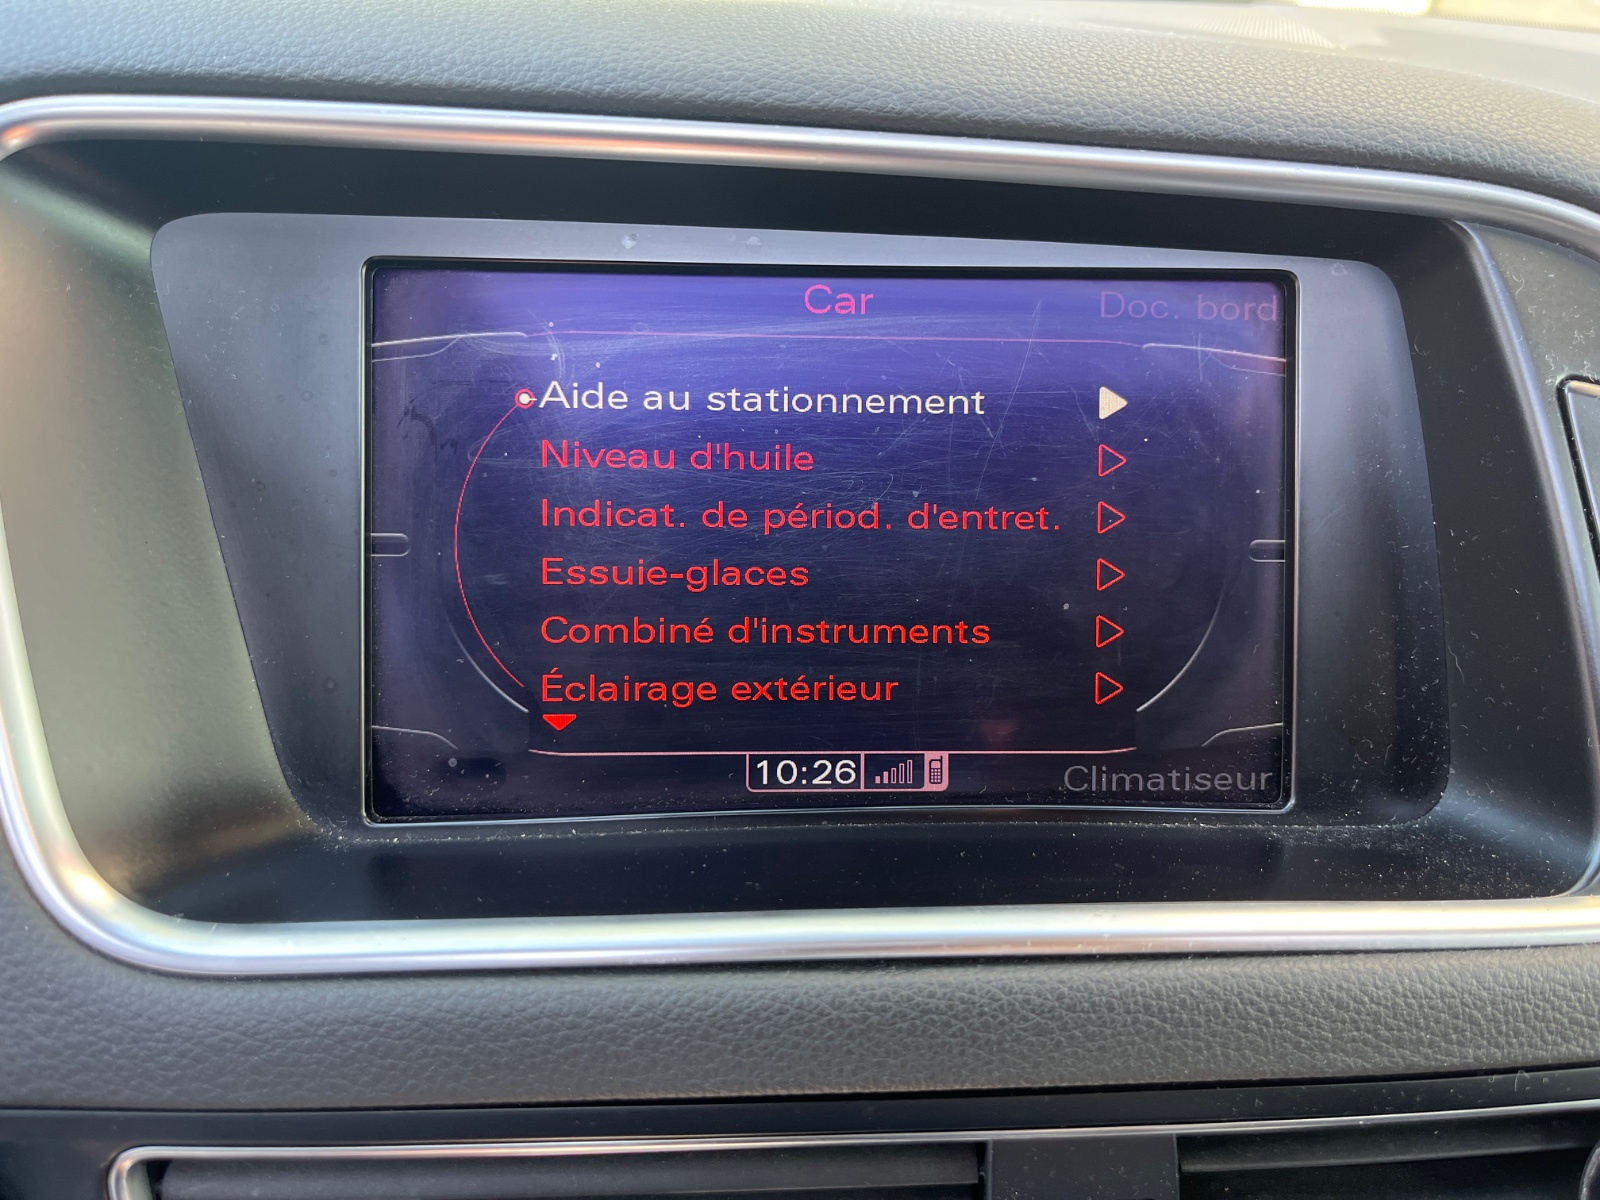 Car
Doc. bord
Aide au stationnement
Niveau d'huile
Indicat. de périod. d'entret.
Essuie-glaces
Combiné d'instruments
Éclairage extérieur
10:26
Climatiseur